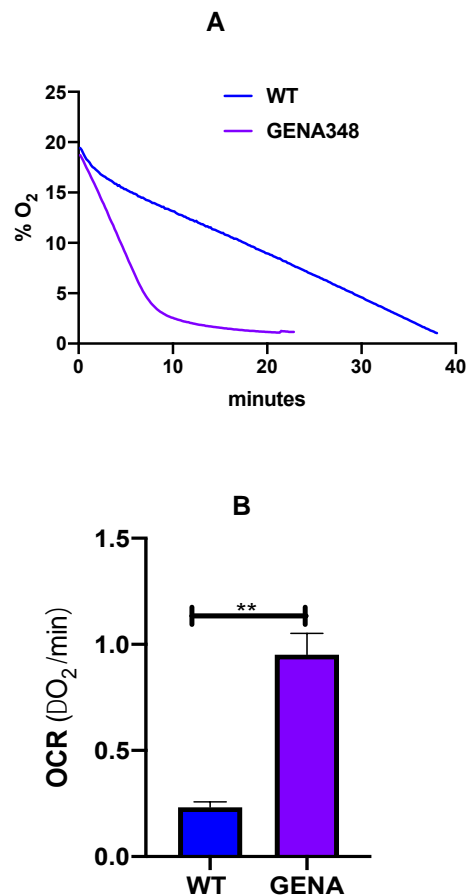 A
25
20
15
10
5
0
% O₂
WT
GENA348
0 10 20 30 40
minutes
B
1.5
1.0
0.5
0.0
OCR (DO₂/min)
**
WT GENA